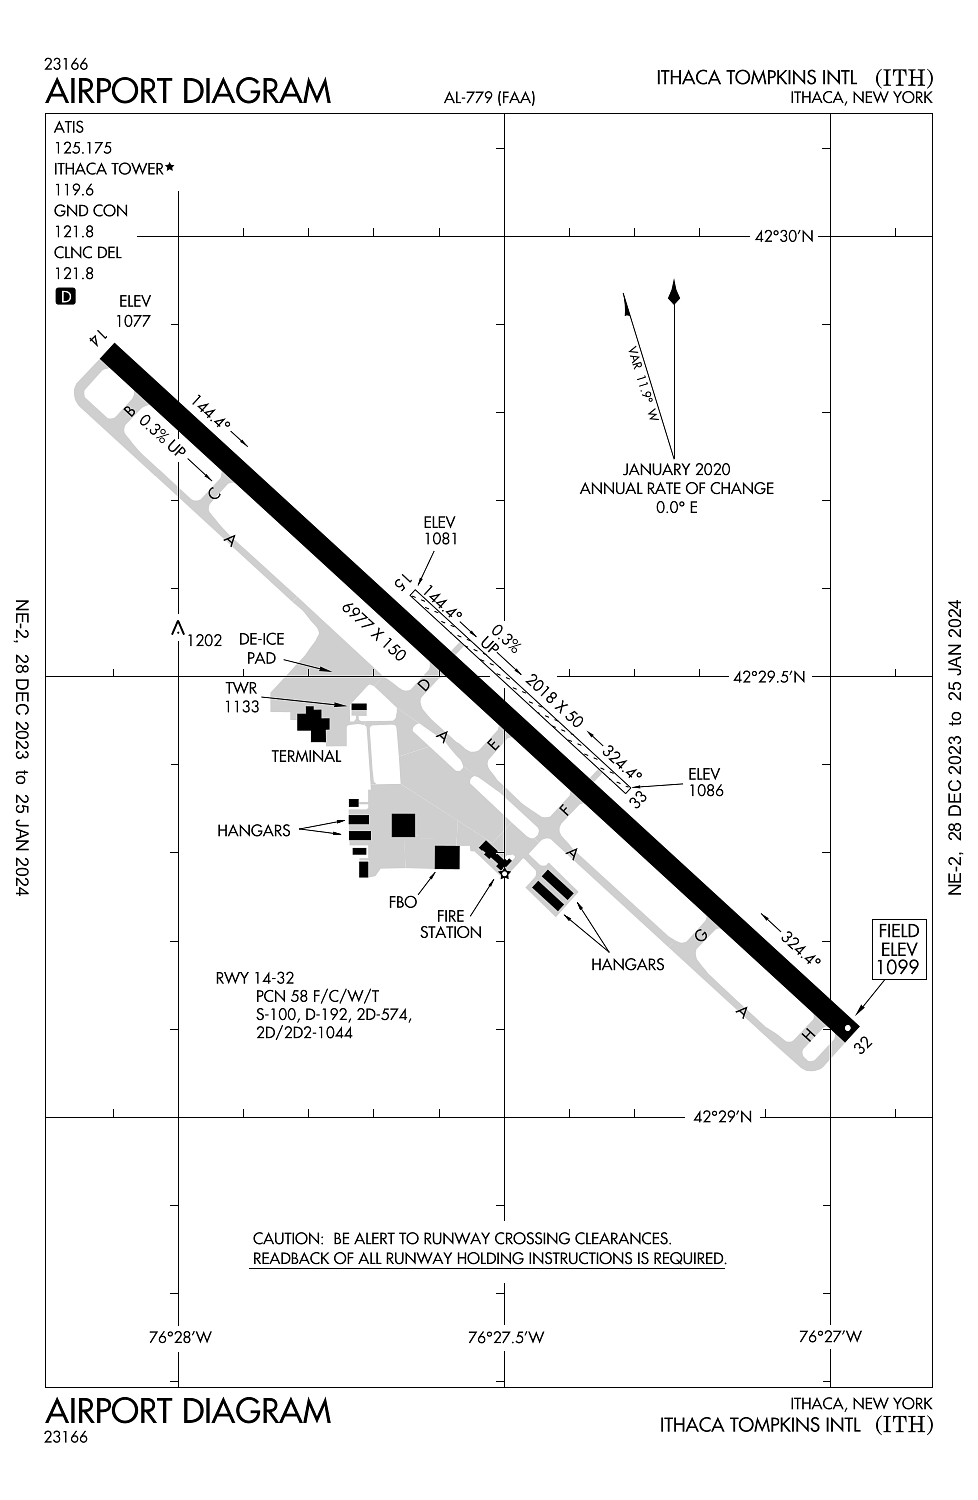 23166
AIRPORT DIAGRAM
AL-779 (FAA)
ITHACA TOMPKINS INTL (ITH)
ITHACA, NEW YORK
ATIS
125.175
ITHACA TOWER★
119.6
GND CON
121.8
CLNC DEL
121.8
D
42°30'N
ELEV
1077
14
VAR 11.9° W
JANUARY 2020
ANNUAL RATE OF CHANGE
0.0° E
B
144.4°
0.3% UP
C
A
ELEV
1081
15
144.4°
0.3%
UP
6977 X 150
2018 X 50
1202
DE-ICE
PAD
42°29.5'N
D
TWR
1133
TERMINAL
A
E
324.4°
33
ELEV
1086
F
HANGARS
A
FBO
FIRE
STATION
HANGARS
G
324.4°
FIELD
ELEV
1099
RWY 14-32
PCN 58 F/C/W/T
S-100, D-192, 2D-574,
2D/2D2-1044
A
H
32
42°29'N
CAUTION: BE ALERT TO RUNWAY CROSSING CLEARANCES.
READBACK OF ALL RUNWAY HOLDING INSTRUCTIONS IS REQUIRED.
76°28'W
76°27.5'W
76°27'W
NE-2, 28 DEC 2023 to 25 JAN 2024
NE-2, 28 DEC 2023 to 25 JAN 2024
AIRPORT DIAGRAM
23166
ITHACA, NEW YORK
ITHACA TOMPKINS INTL (ITH)